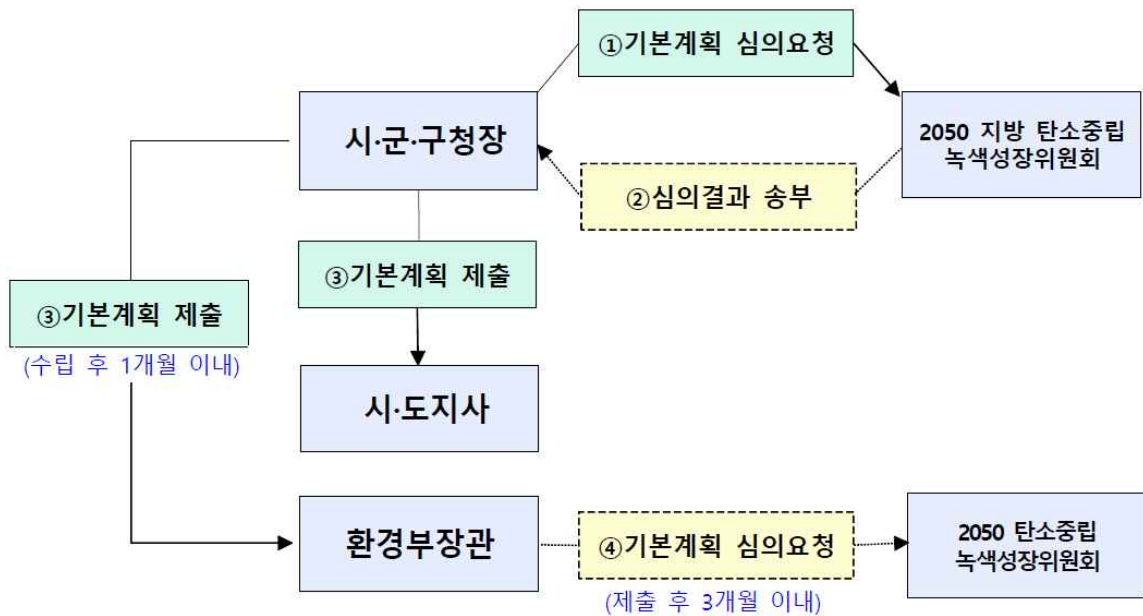 ①기본계획 심의요청
시·군·구청장
2050 지방 탄소중립
녹색성장위원회
②심의결과 송부
③기본계획 제출
③기본계획 제출
(수립 후 1개월 이내)
시·도지사
환경부장관
④기본계획 심의요청
(제출 후 3개월 이내)
2050 탄소중립
녹색성장위원회